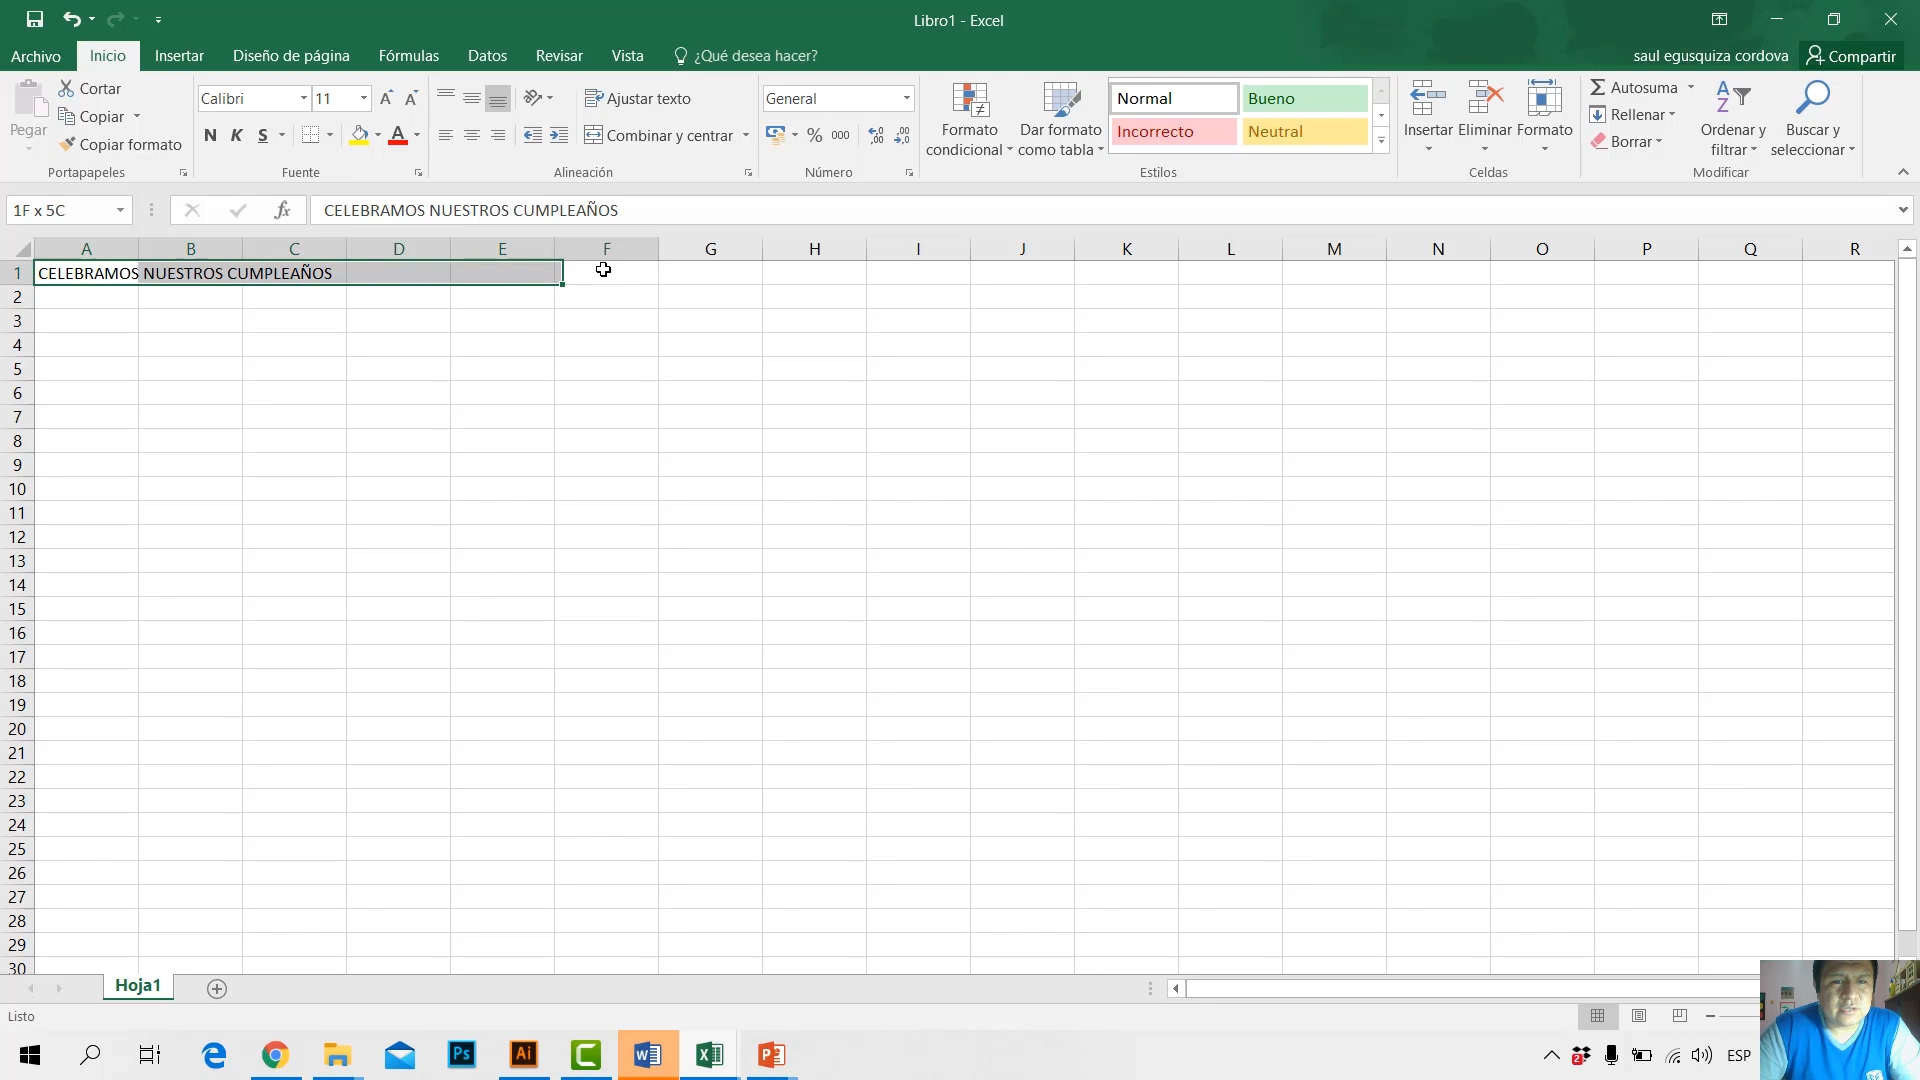 Libro1 - Excel
Archivo Inicio Insertar Diseño de página Fórmulas Datos Revisar Vista ¿Qué desea hacer? saul egusquiza cordova Compartir
Pegar
Cortar
Copiar
Copiar formato
Portapapeles
Calibri 11
N K S A
Fuente
Ajustar texto
Combinar y centrar
Alineación
General
% 000
Número
Formato condicional
Dar formato como tabla
Normal Bueno
Incorrecto Neutral
Estilos
Insertar Eliminar Formato
Celdas
Autosuma
Rellenar
Borrar
Ordenar y filtrar
Buscar y seleccionar
Modificar
1F x 5C fx CELEBRAMOS NUESTROS CUMPLEAÑOS
A B C D E F G H I J K L M N O P Q R
1 CELEBRAMOS NUESTROS CUMPLEAÑOS
2
3
4
5
6
7
8
9
10
11
12
13
14
15
16
17
18
19
20
21
22
23
24
25
26
27
28
29
30
Hoja1
Listo
Ps Ai ESP